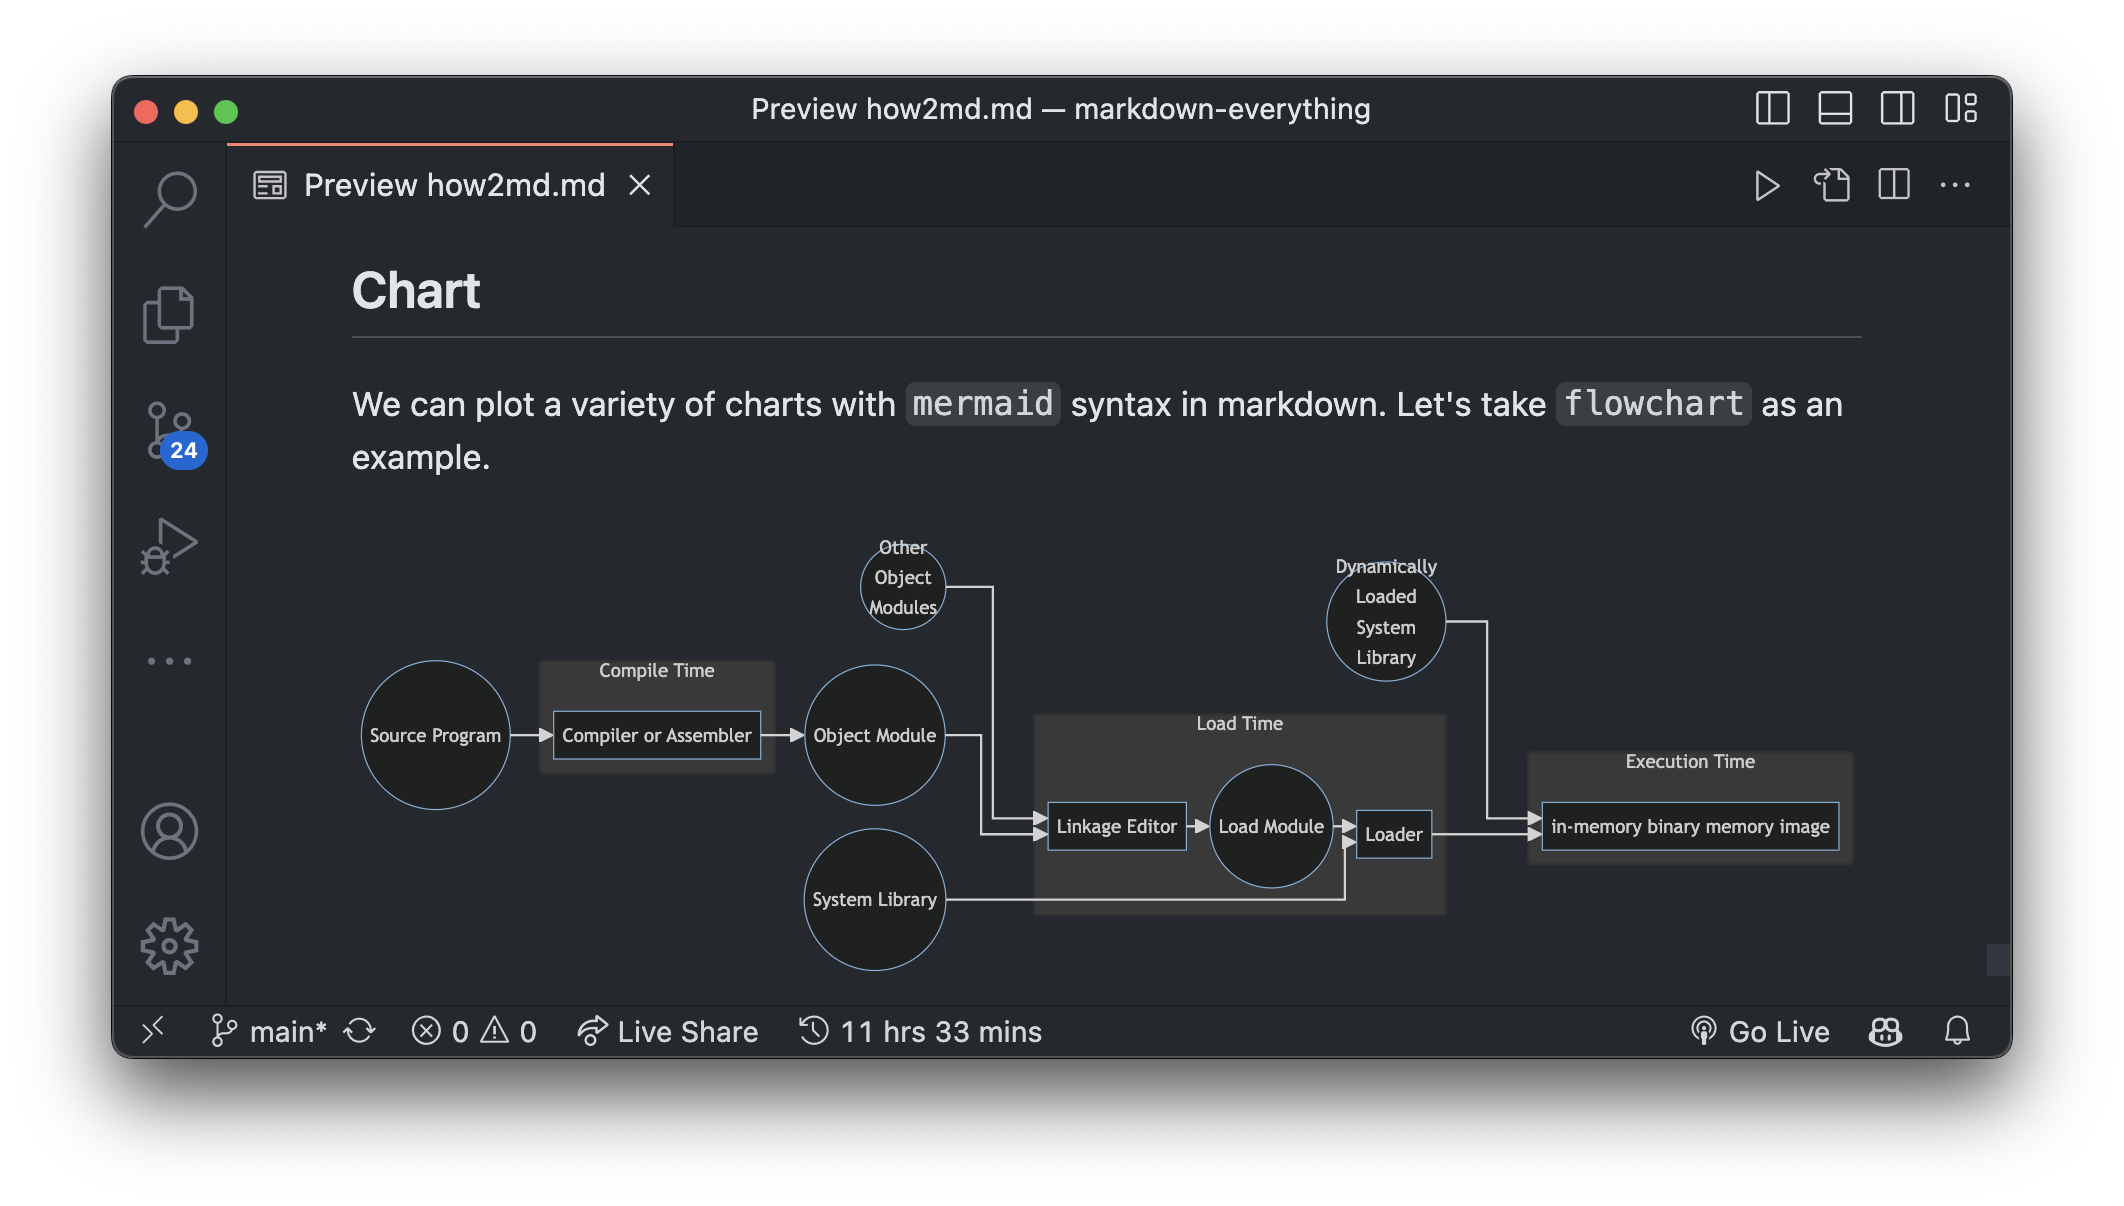 Preview how2md.md — markdown-everything
Preview how2md.md
Chart
We can plot a variety of charts with mermaid syntax in markdown. Let's take flowchart as an
example.
Other
Object
Modules
Dynamically
Loaded
System
Library
Compile Time
Source Program
Compiler or Assembler
Object Module
Load Time
Linkage Editor
Load Module
Loader
Execution Time
in-memory binary memory image
System Library
24
main* 0 0 Live Share 11 hrs 33 mins Go Live